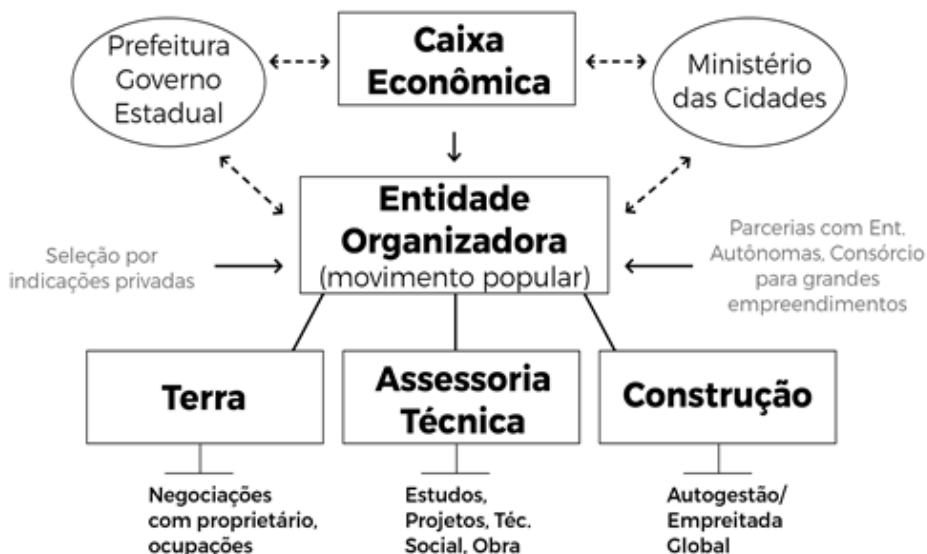 Prefeitura
Governo
Estadual
Caixa
Econômica
Ministério
das Cidades
Entidade
Organizadora
(movimento popular)
Seleção por
indicações privadas
Parcerias com Ent.
Autônomas, Consórcio
para grandes
empreendimentos
Terra
Assessoria
Técnica
Construção
Negociações
com proprietário,
ocupações
Estudos,
Projetos, Téc.
Social, Obra
Autogestão/
Empreitada
Global